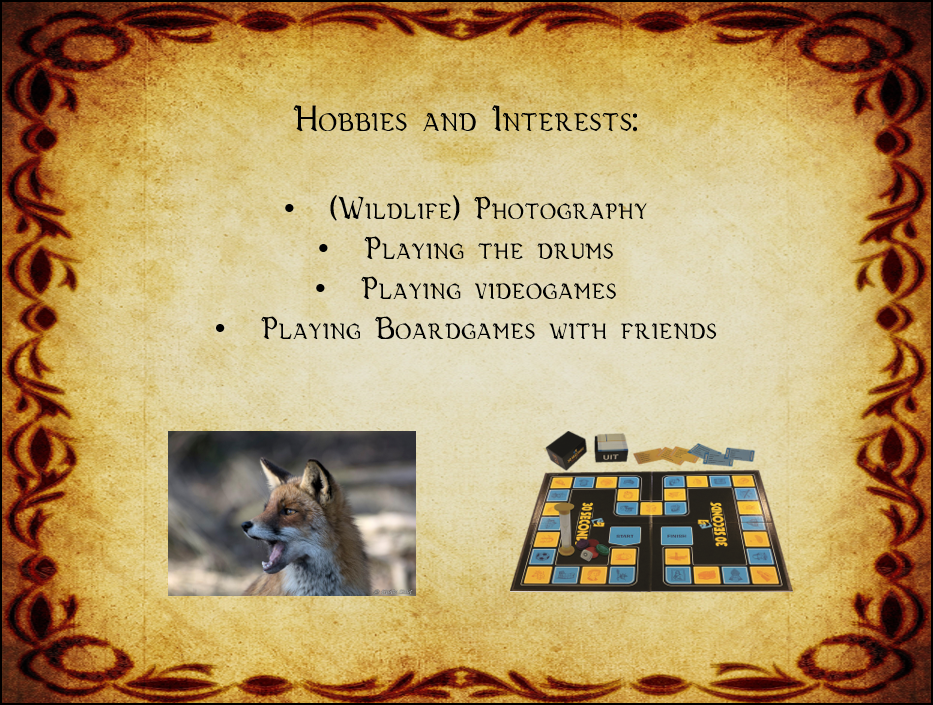 Hobbies and Interests:
• (Wildlife) Photography
• Playing the drums
• Playing videogames
• Playing Boardgames with friends
UIT
30 SECONDS
30 SECONDS
START
FINISH